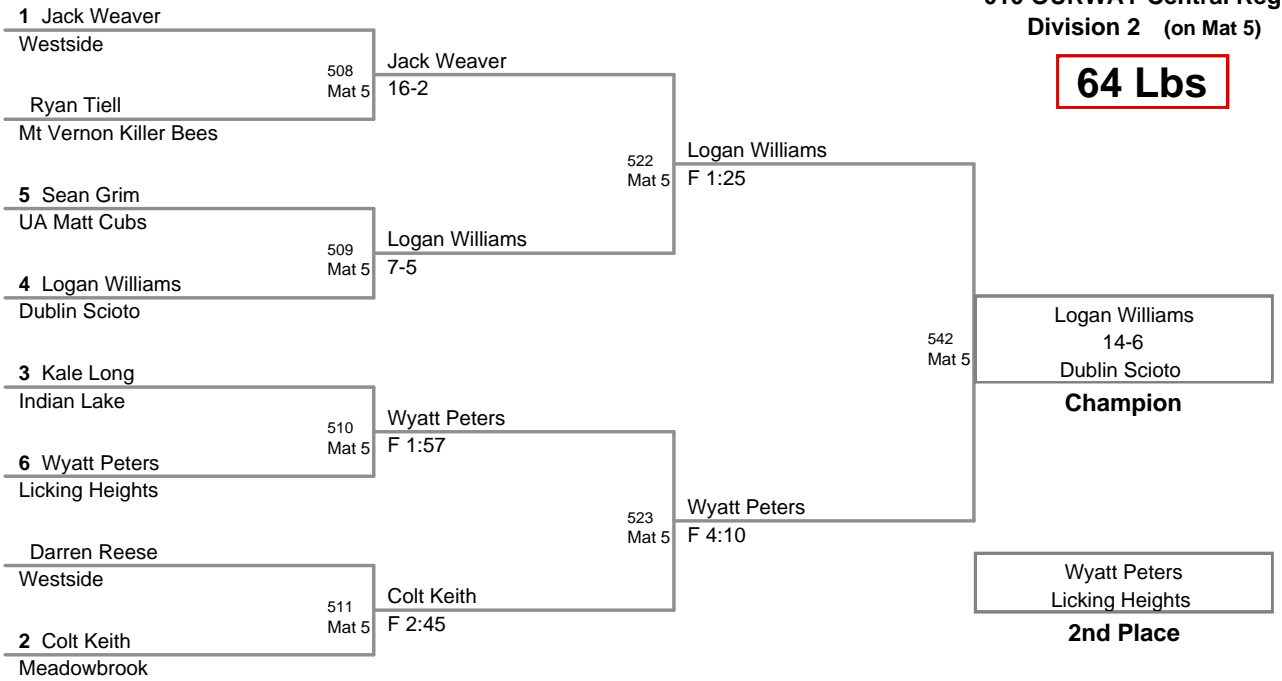 Division 2 (on Mat 5)
64 Lbs
1 Jack Weaver
Westside
508
Mat 5
Jack Weaver
16-2
Ryan Tiell
Mt Vernon Killer Bees
522
Mat 5
Logan Williams
F 1:25
5 Sean Grim
UA Matt Cubs
509
Mat 5
Logan Williams
7-5
4 Logan Williams
Dublin Scioto
542
Mat 5
Logan Williams
14-6
Dublin Scioto
Champion
3 Kale Long
Indian Lake
510
Mat 5
Wyatt Peters
F 1:57
6 Wyatt Peters
Licking Heights
523
Mat 5
Wyatt Peters
F 4:10
Darren Reese
Westside
511
Mat 5
Colt Keith
F 2:45
2 Colt Keith
Meadowbrook
Wyatt Peters
Licking Heights
2nd Place